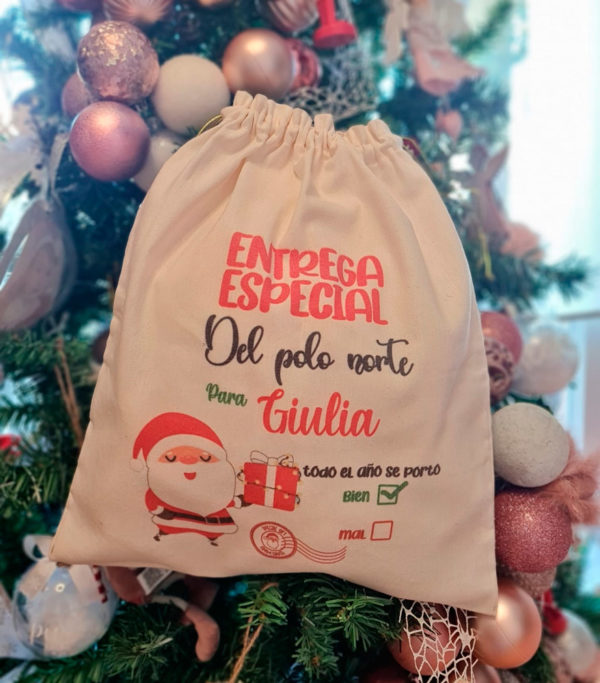 ENTREGA
ESPECIAL
Del polo norte
Para Giulia
todo el año se porto
Bien
mal